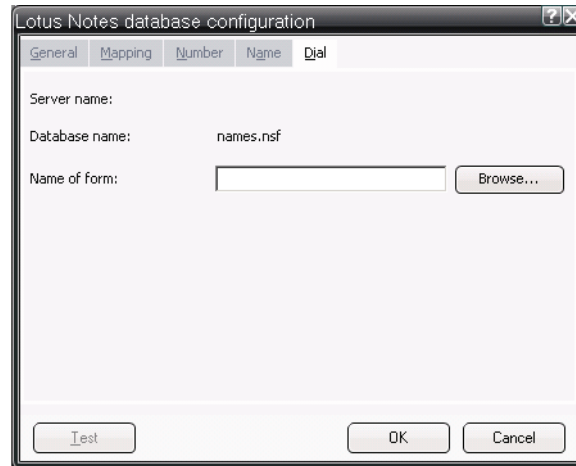 Lotus Notes database configuration ? X
General Mapping Number Name Dial
Server name:
Database name: names.nsf
Name of form: Browse...
Test OK Cancel